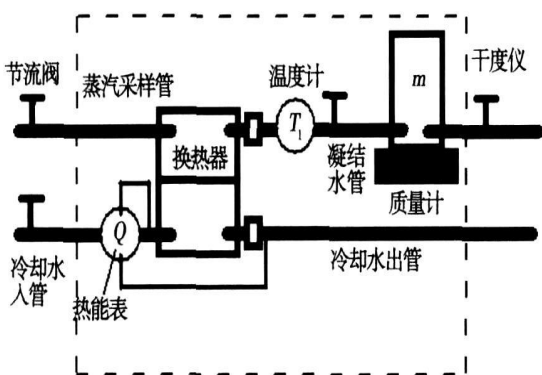 节流阀
蒸汽采样管
温度计
干度仪
m
T₁
换热器
凝结
水管
质量计
Q
冷却水
入管
热能表
冷却水出管